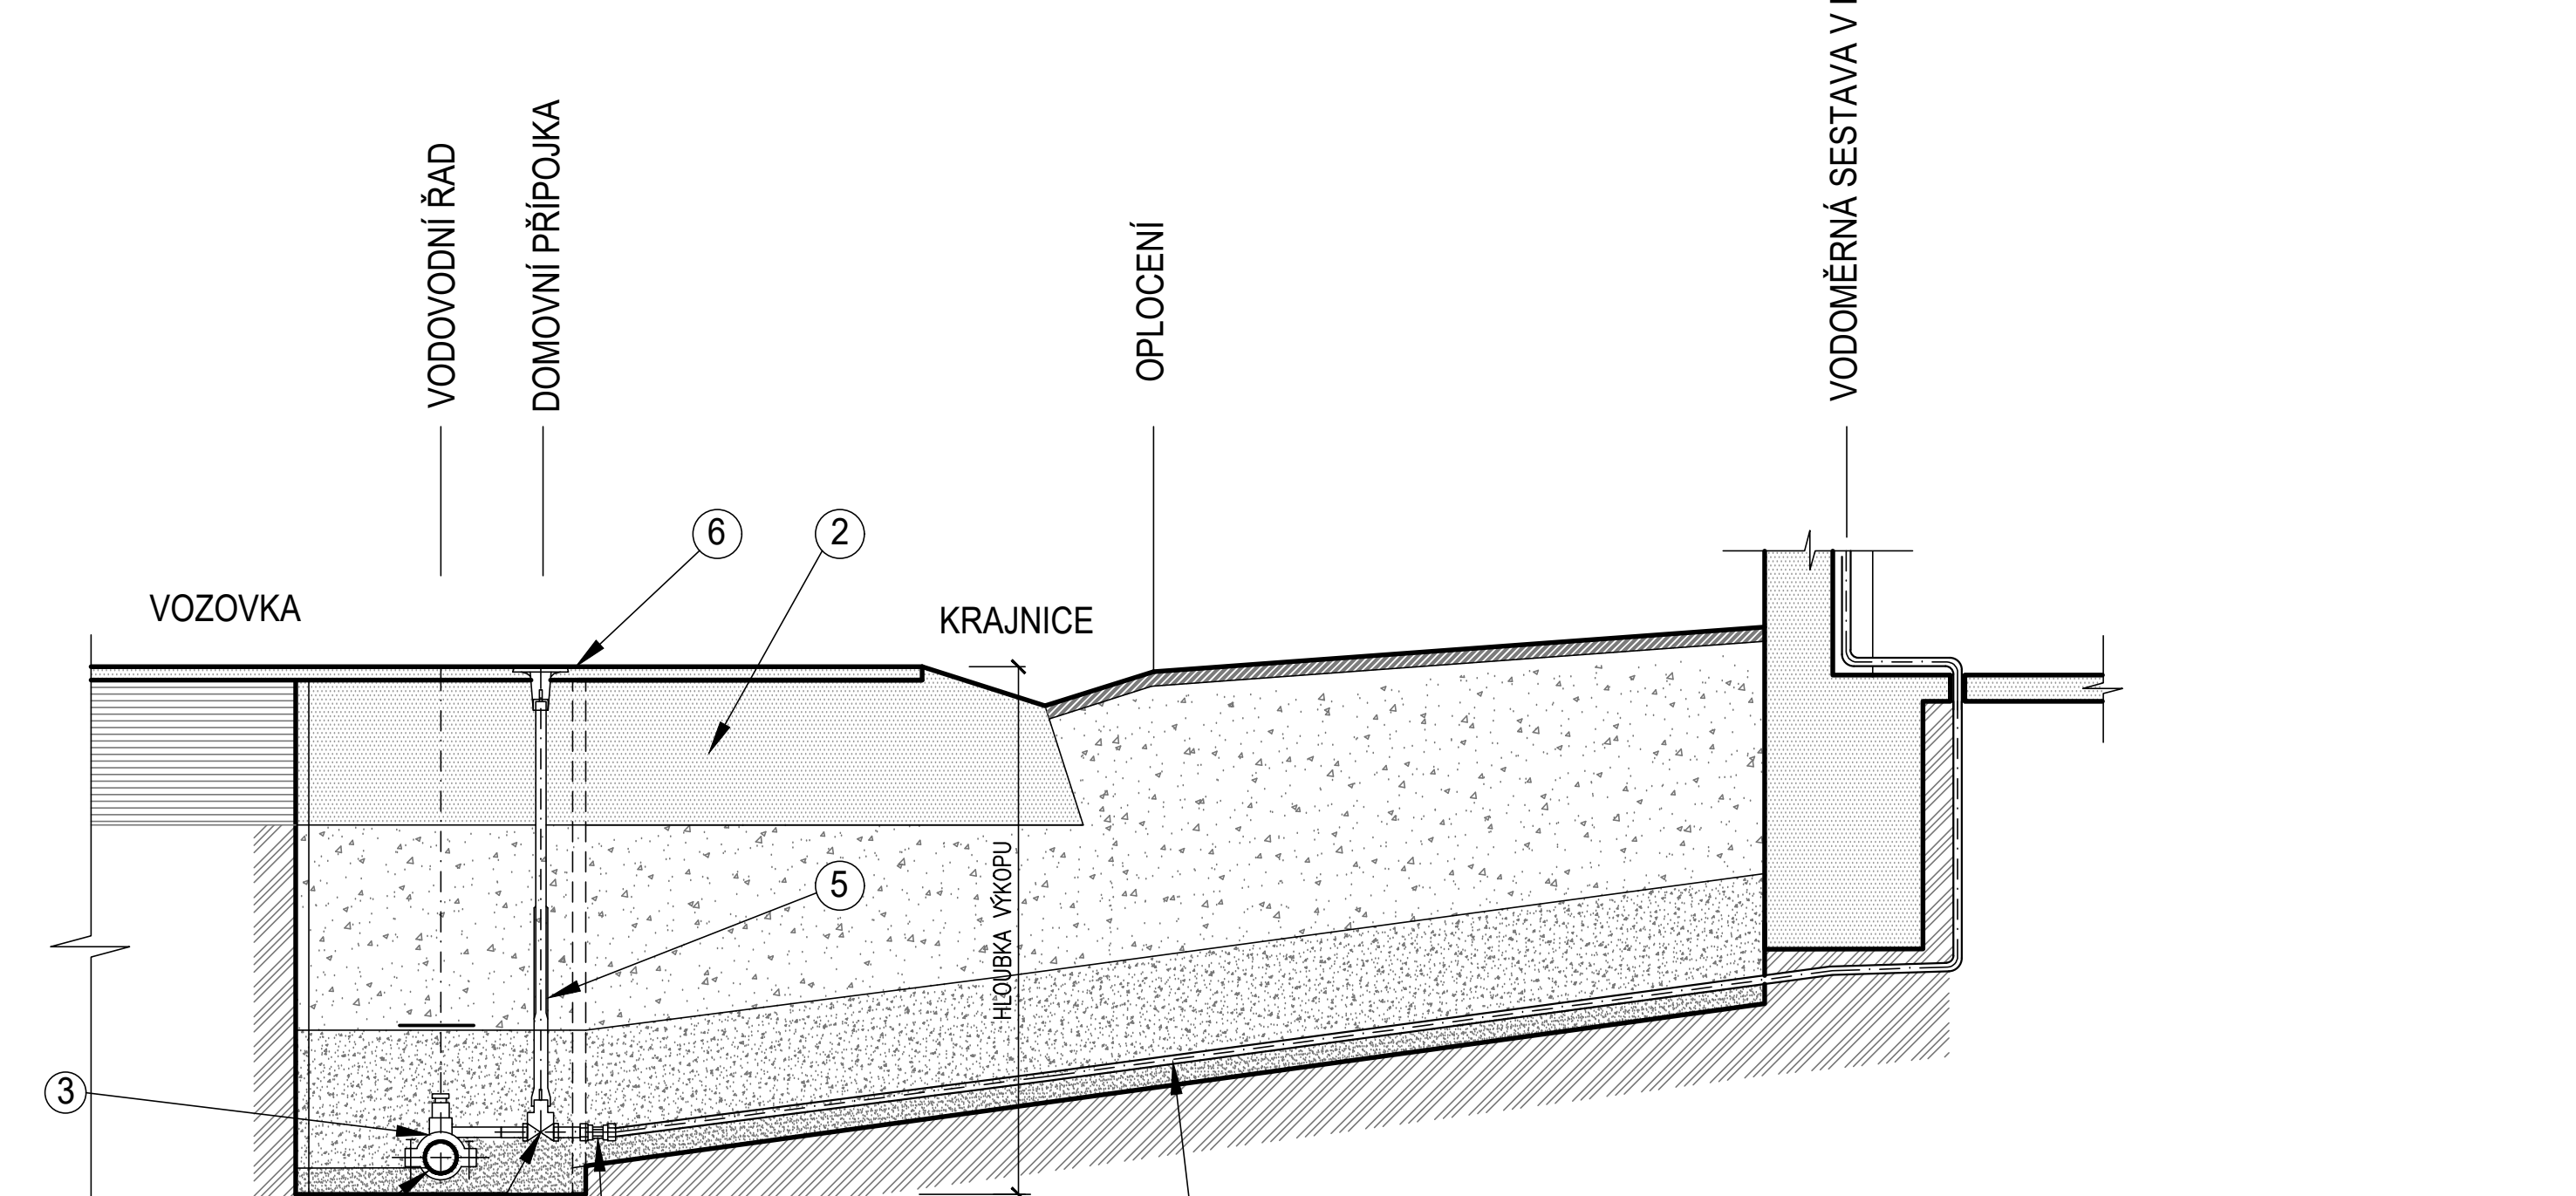 VODOVODNÍ ŘAD
DOMOVNÍ PŘÍPOJKA
OPLOCENÍ
VODOMĚRNÁ SESTAVA V
6
2
VOZOVKA
KRAJNICE
5
HLOUBKA VÝKOPU
3